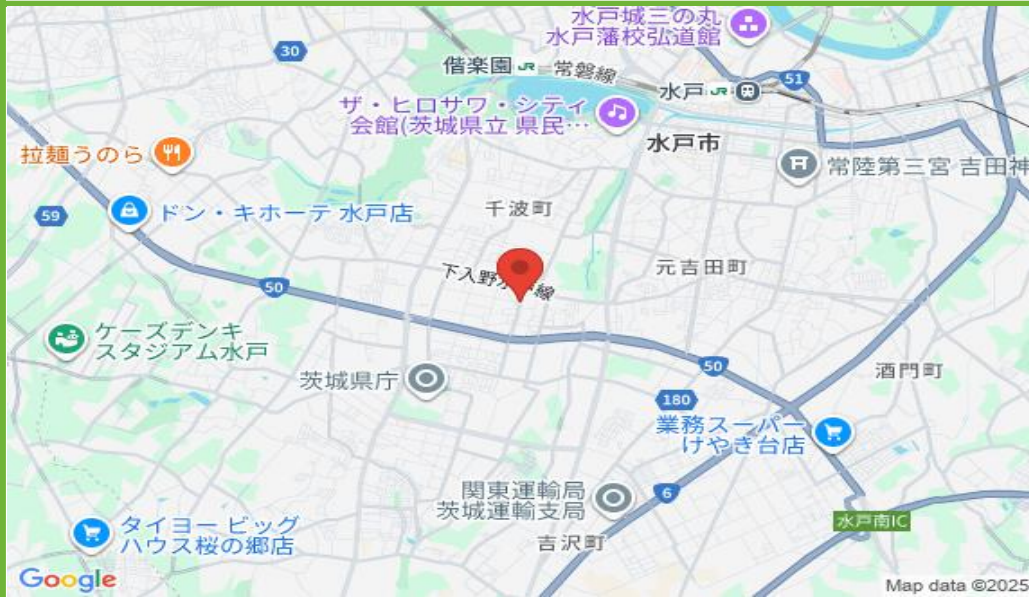 水戸城三の丸
水戸藩校弘道館
30
偕楽園
JR
常磐線
51
水戸
JR
ザ・ヒロサワ・シティ
会館(茨城県立 県民…
水戸市
拉麺うのら
常陸第三宮 吉田神
59
ドン・キホーテ 水戸店
千波町
元吉田町
下入野
線
50
ケーズデンキ
スタジアム水戸
茨城県庁
50
酒門町
180
業務スーパー
けやき台店
関東運輸局
茨城運輸支局
6
水戸南IC
タイヨー ビッグ
ハウス桜の郷店
吉沢町
Google
Map data ©2025